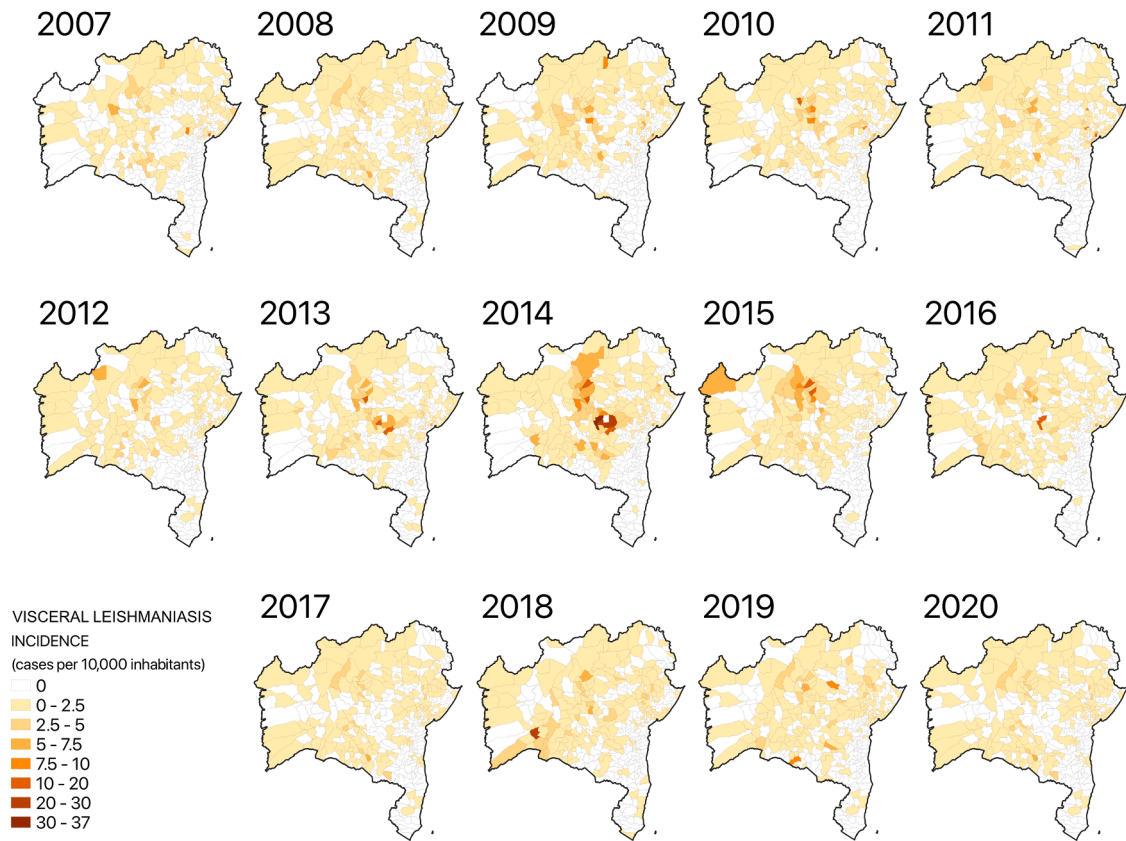 2007
2008
2009
2010
2011
2012
2013
2014
2015
2016
2017
2018
2019
2020
VISCERAL LEISHMANIASIS
INCIDENCE
(cases per 10,000 inhabitants)
0
0 - 2.5
2.5 - 5
5 - 7.5
7.5 - 10
10 - 20
20 - 30
30 - 37